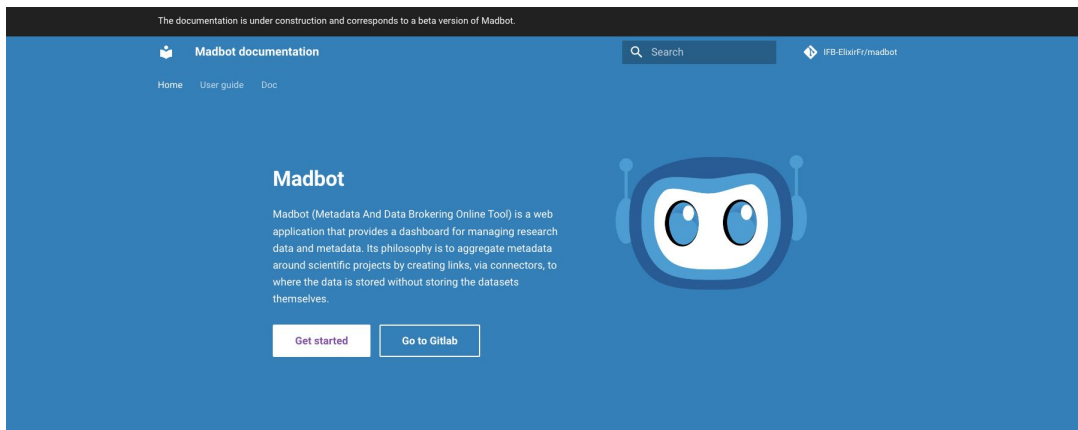 The documentation is under construction and corresponds to a beta version of Madbot.
Madbot documentation
Search
IFB-ElixirFr/madbot
Home User guide Doc
Madbot
Madbot (Metadata And Data Brokering Online Tool) is a web
application that provides a dashboard for managing research
data and metadata. Its philosophy is to aggregate metadata
around scientific projects by creating links, via connectors, to
where the data is stored without storing the datasets
themselves.
Get started
Go to Gitlab